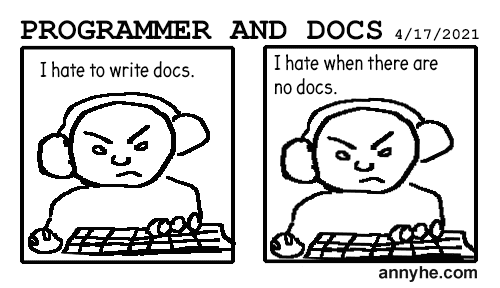 PROGRAMMER AND DOCS 4/17/2021
I hate to write docs.
I hate when there are
no docs.
annyhe.com